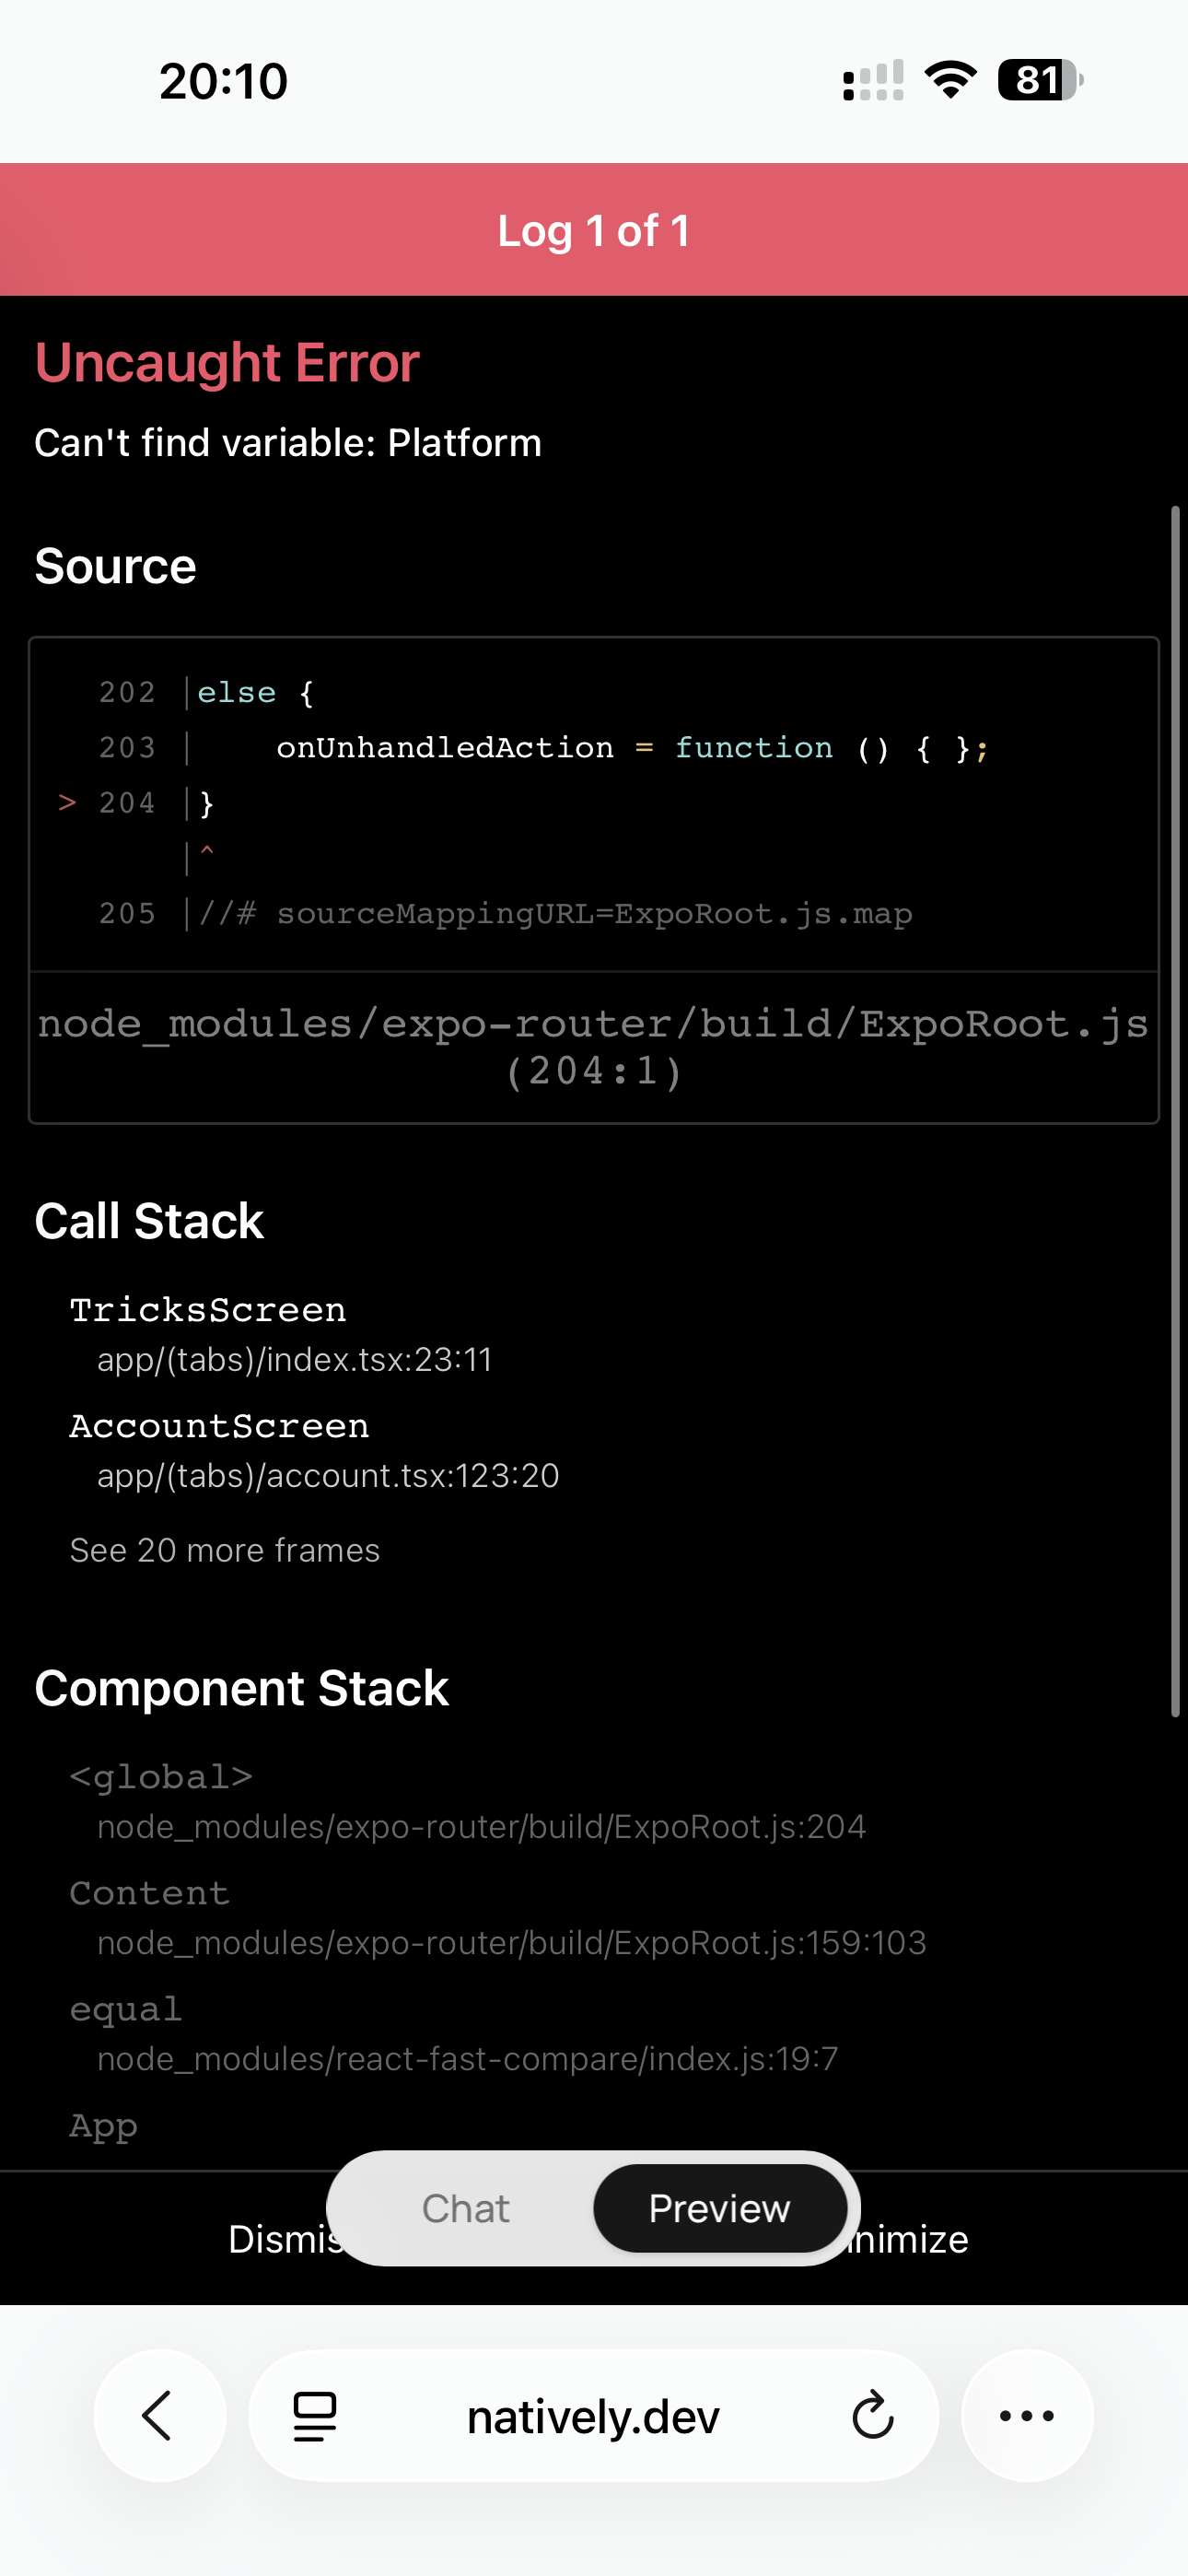 20:10
81
Log 1 of 1
Uncaught Error
Can't find variable: Platform
Source
202 |else {
203 |    onUnhandledAction = function () { };
> 204 |}
|^
205 |//# sourceMappingURL=ExpoRoot.js.map
node_modules/expo-router/build/ExpoRoot.js
(204:1)
Call Stack
TricksScreen
app/(tabs)/index.tsx:23:11
AccountScreen
app/(tabs)/account.tsx:123:20
See 20 more frames
Component Stack
<global>
node_modules/expo-router/build/ExpoRoot.js:204
Content
node_modules/expo-router/build/ExpoRoot.js:159:103
equal
node_modules/react-fast-compare/index.js:19:7
App
Chat Preview
Dismis nimize
natively.dev